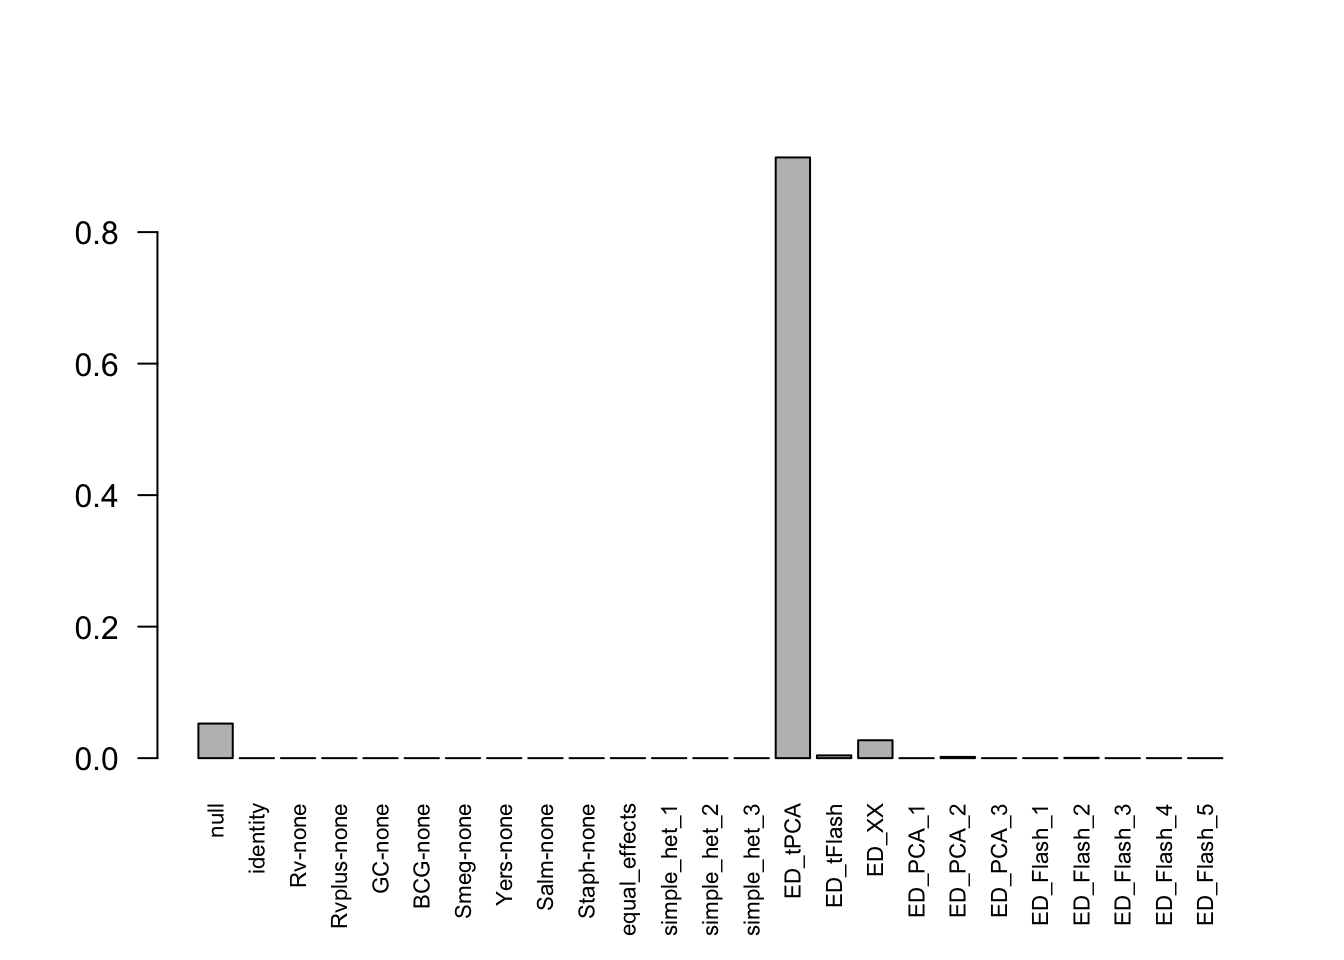 0.8
0.6
0.4
0.2
0.0
null
identity
Rv-none
Rvplus-none
GC-none
BCG-none
Smeg-none
Yers-none
Salm-none
Staph-none
equal_effects
simple_het_1
simple_het_2
simple_het_3
ED_tPCA
ED_tFlash
ED_XX
ED_PCA_1
ED_PCA_2
ED_PCA_3
ED_Flash_1
ED_Flash_2
ED_Flash_3
ED_Flash_4
ED_Flash_5